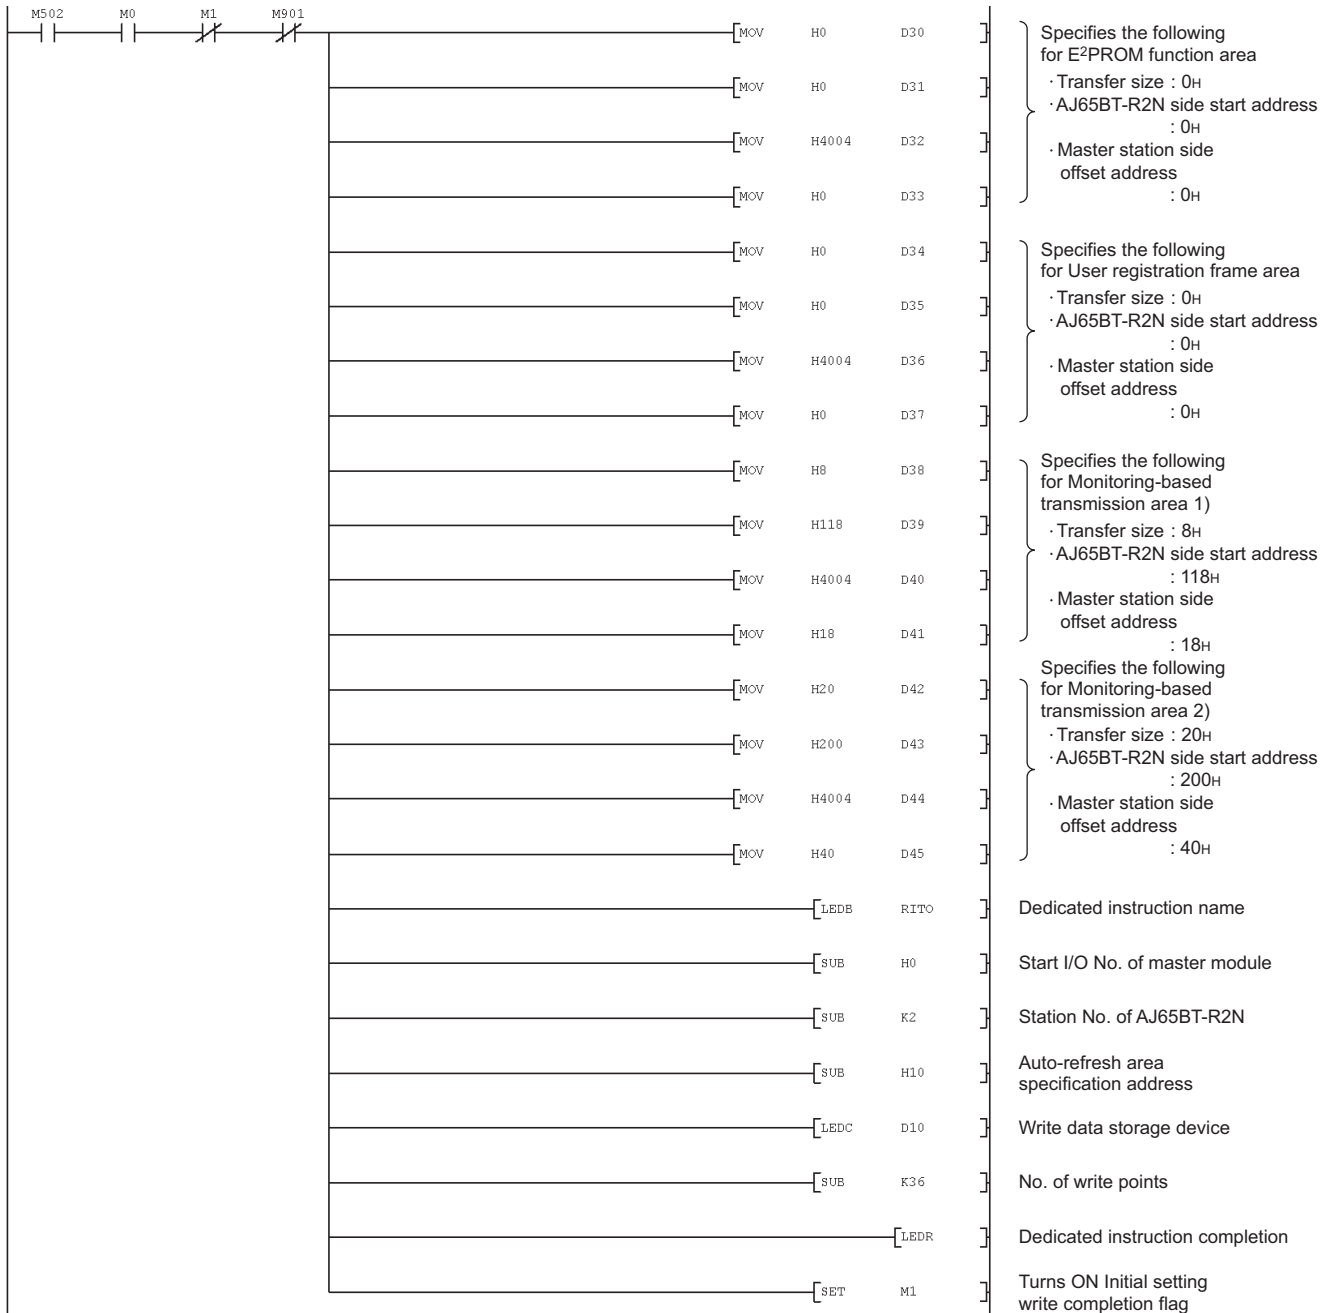 M502 M0 M1 M901
MOV H0 D30
Specifies the following
for E²PROM function area
MOV H0 D31
· Transfer size : 0H
· AJ65BT-R2N side start address
: 0H
MOV H4004 D32
· Master station side
offset address
MOV H0 D33
: 0H
MOV H0 D34
Specifies the following
for User registration frame area
MOV H0 D35
· Transfer size : 0H
· AJ65BT-R2N side start address
: 0H
MOV H4004 D36
· Master station side
offset address
MOV H0 D37
: 0H
MOV H8 D38
Specifies the following
for Monitoring-based
transmission area 1)
MOV H118 D39
· Transfer size : 8H
· AJ65BT-R2N side start address
: 118H
MOV H4004 D40
· Master station side
offset address
MOV H18 D41
: 18H
Specifies the following
for Monitoring-based
transmission area 2)
MOV H20 D42
· Transfer size : 20H
· AJ65BT-R2N side start address
: 200H
MOV H200 D43
· Master station side
offset address
MOV H4004 D44
: 40H
MOV H40 D45
LEDB RITO
Dedicated instruction name
SUB H0
Start I/O No. of master module
SUB K2
Station No. of AJ65BT-R2N
SUB H10
Auto-refresh area
specification address
LEDC D10
Write data storage device
SUB K36
No. of write points
LEDR
Dedicated instruction completion
SET M1
Turns ON Initial setting
write completion flag